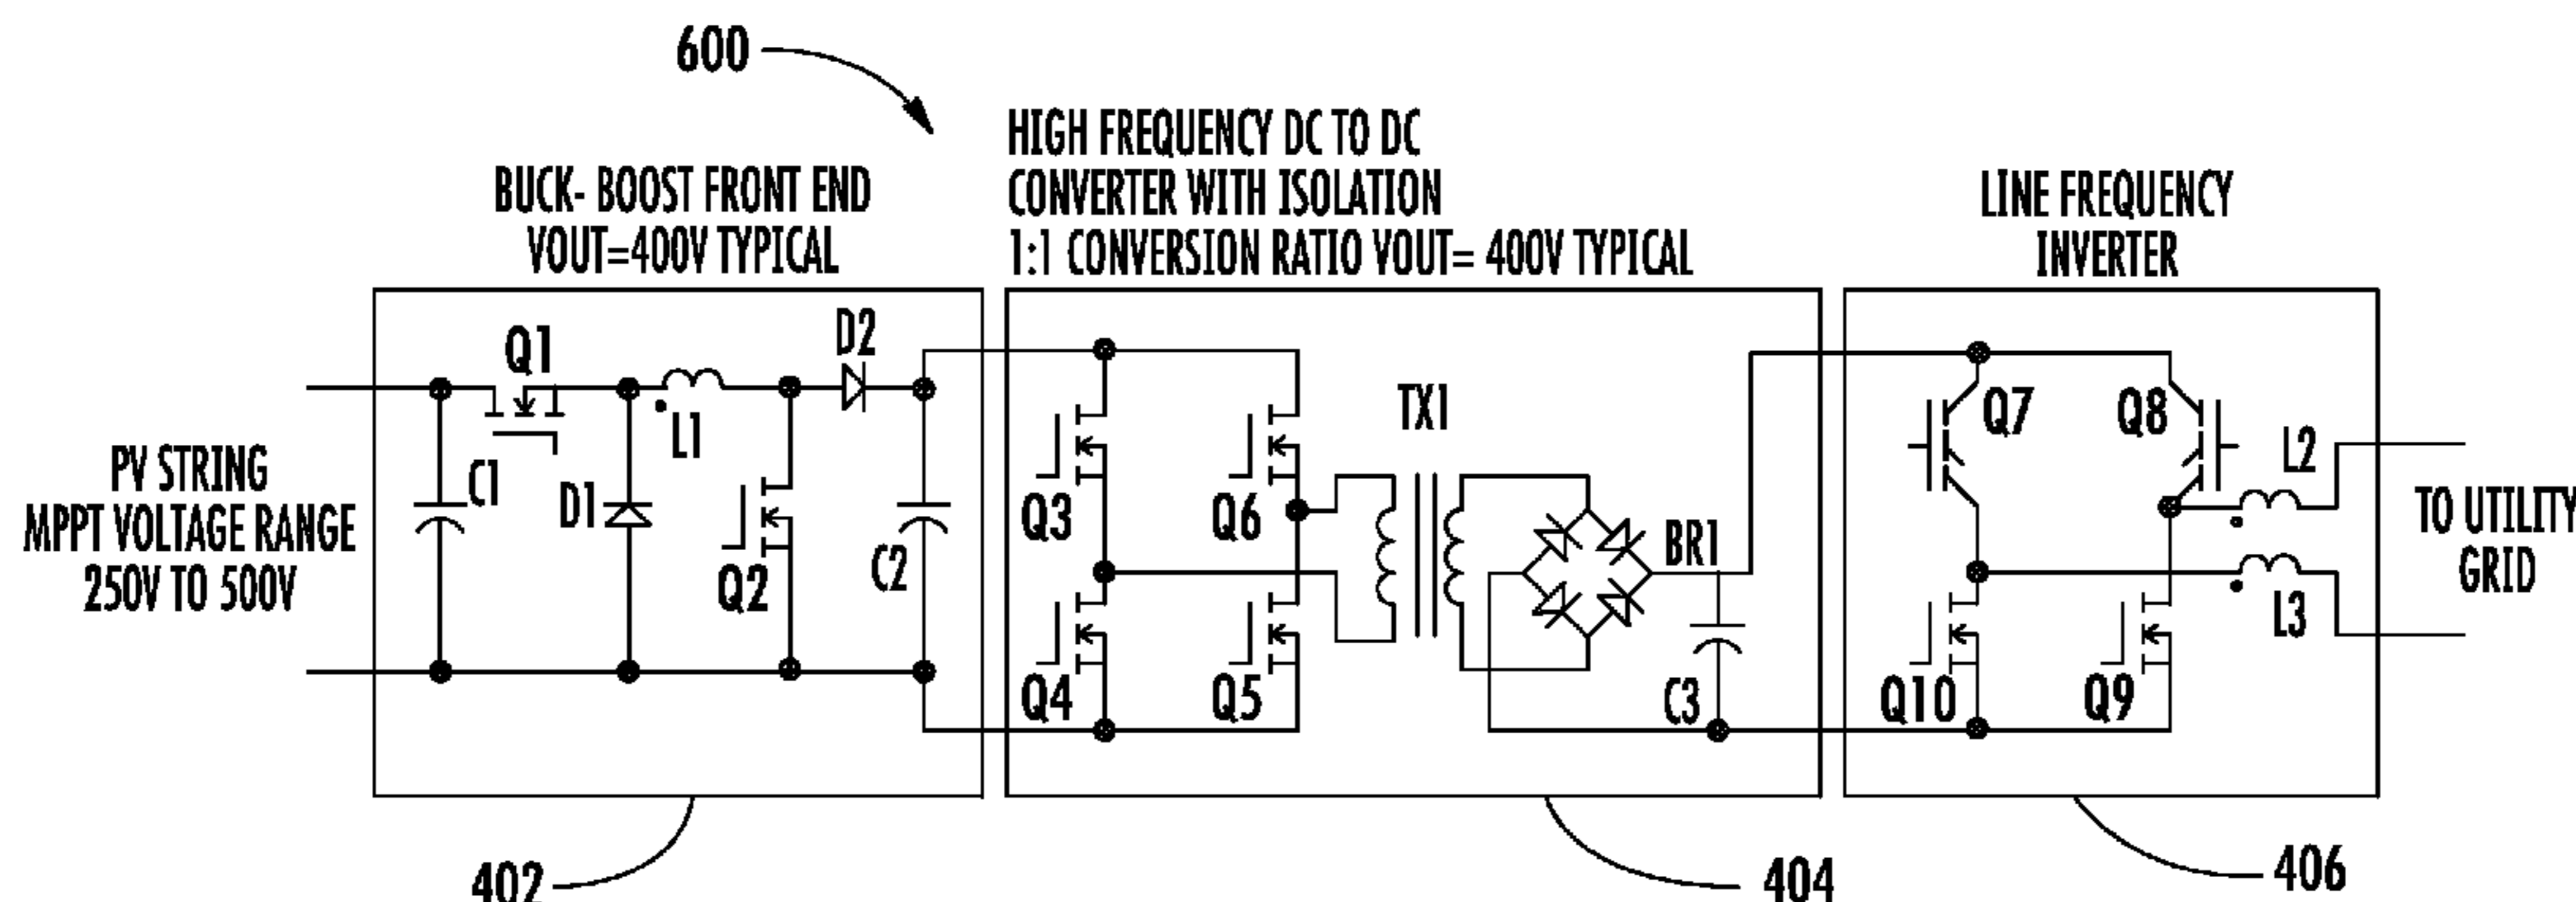 600
BUCK- BOOST FRONT END
VOUT=400V TYPICAL
HIGH FREQUENCY DC TO DC
CONVERTER WITH ISOLATION
1:1 CONVERSION RATIO VOUT= 400V TYPICAL
LINE FREQUENCY
INVERTER
PV STRING
MPPT VOLTAGE RANGE
250V TO 500V
Q1
D2
L1
C1
D1
Q2
C2
Q3
Q6
TX1
Q4
Q5
BR1
C3
Q7
Q8
L2
L3
Q10
Q9
TO UTILITY
GRID
402
404
406